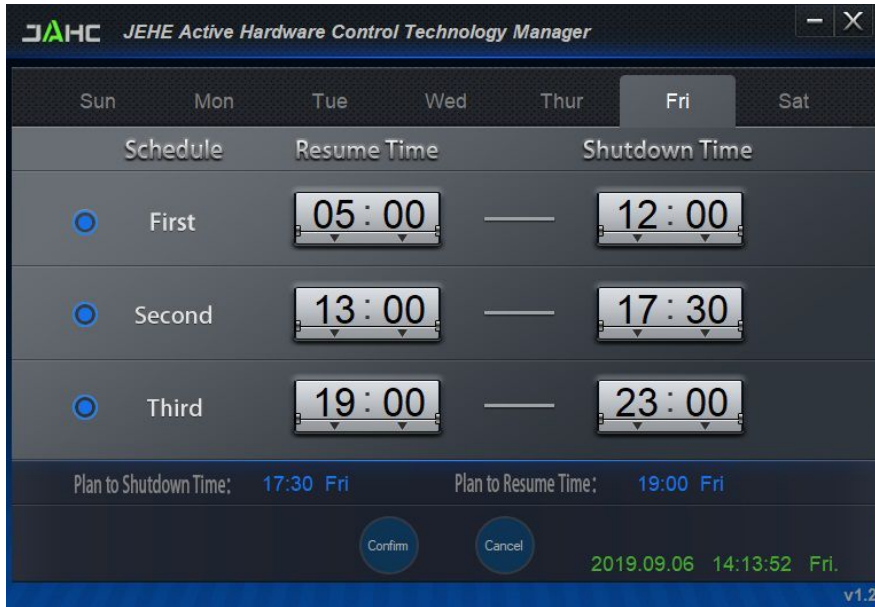 JAHC JEHE Active Hardware Control Technology Manager
Sun Mon Tue Wed Thur Fri Sat
Schedule Resume Time Shutdown Time
First 05:00 12:00
Second 13:00 17:30
Third 19:00 23:00
Plan to Shutdown Time: 17:30 Fri Plan to Resume Time: 19:00 Fri
Confirm Cancel
2019.09.06 14:13:52 Fri.
v1.2